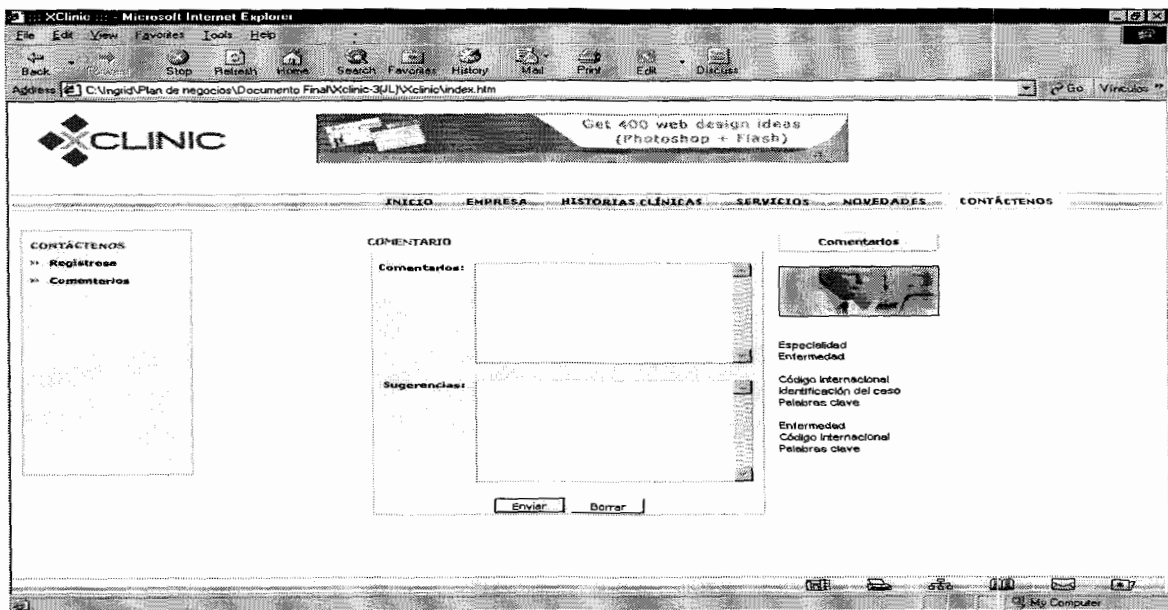 ::: XClinic ::: - Microsoft Internet Explorer
File Edit View Favorites Tools Help
Back Forward Stop Refresh Home Search Favorites History Mail Print Edit Discuss
Address C:\Ingrid\Plan de negocios\Documento Final\Xclinic-3(JL)\Xclinic\index.htm Go Vínculos »
XCLINIC
Get 400 web design ideas
(Photoshop + Flash)
INICIO EMPRESA HISTORIAS CLÍNICAS SERVICIOS NOVEDADES CONTÁCTENOS
CONTÁCTENOS
» Regístrese
» Comentarios
COMENTARIO
Comentarios:
Sugerencias:
Enviar Borrar
Comentarios
Especialidad
Enfermedad
Código Internacional
Identificación del caso
Palabras clave
Enfermedad
Código Internacional
Palabras clave
My Computer